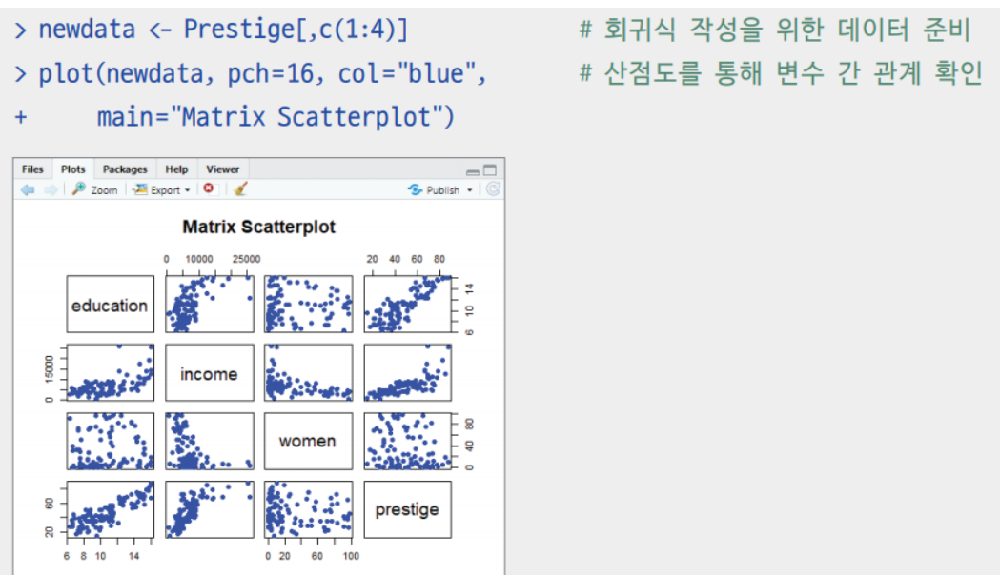 > newdata <- Prestige[,c(1:4)] # 회귀식 작성을 위한 데이터 준비
> plot(newdata, pch=16, col="blue", # 산점도를 통해 변수 간 관계 확인
+ main="Matrix Scatterplot")
Files Plots Packages Help Viewer
Zoom Export Publish
Matrix Scatterplot
0 10000 25000 20 40 60 80
education 6 10 14
0 15000 income
women 0 40 80
20 60 prestige
6 8 10 14 0 20 60 100